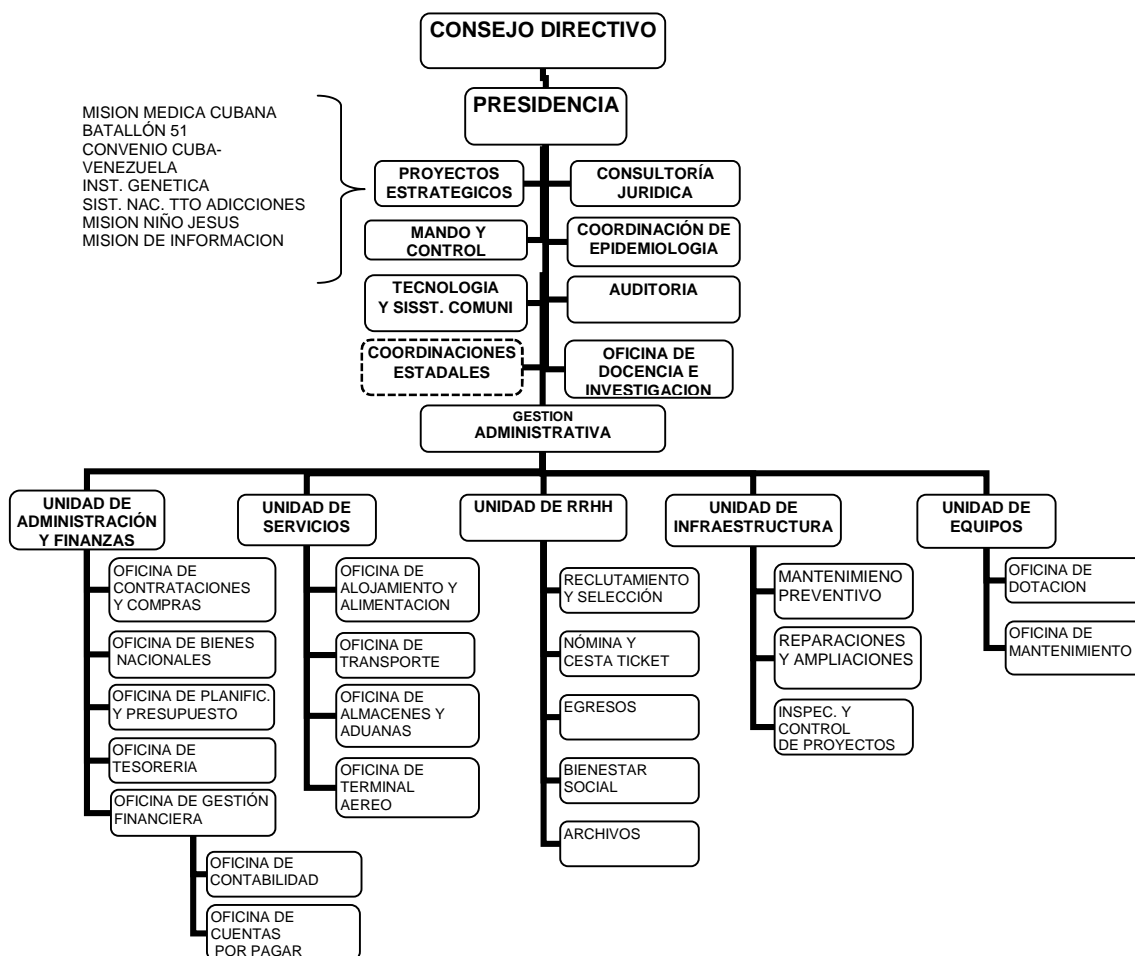 CONSEJO DIRECTIVO
PRESIDENCIA
MISION MEDICA CUBANA
BATALLÓN 51
CONVENIO CUBA-
VENEZUELA
INST. GENETICA
SIST. NAC. TTO ADICCIONES
MISION NIÑO JESUS
MISION DE INFORMACION
PROYECTOS
ESTRATEGICOS
CONSULTORÍA
JURIDICA
MANDO Y
CONTROL
COORDINACIÓN DE
EPIDEMIOLOGIA
TECNOLOGIA
Y SISST. COMUNI
AUDITORIA
COORDINACIONES
ESTADALES
OFICINA DE
DOCENCIA E
INVESTIGACION
GESTION
ADMINISTRATIVA
UNIDAD DE
ADMINISTRACIÓN
Y FINANZAS
OFICINA DE
CONTRATACIONES
Y COMPRAS
OFICINA DE BIENES
NACIONALES
OFICINA DE PLANIFIC.
Y PRESUPUESTO
OFICINA DE
TESORERIA
OFICINA DE GESTIÓN
FINANCIERA
OFICINA DE
CONTABILIDAD
OFICINA DE
CUENTAS
POR PAGAR
UNIDAD DE
SERVICIOS
OFICINA DE
ALOJAMIENTO Y
ALIMENTACION
OFICINA DE
TRANSPORTE
OFICINA DE
ALMACENES Y
ADUANAS
OFICINA DE
TERMINAL
AEREO
UNIDAD DE RRHH
RECLUTAMIENTO
Y SELECCIÓN
NÓMINA Y
CESTA TICKET
EGRESOS
BIENESTAR
SOCIAL
ARCHIVOS
UNIDAD DE
INFRAESTRUCTURA
MANTENIMIENO
PREVENTIVO
REPARACIONES
Y AMPLIACIONES
INSPEC. Y
CONTROL
DE PROYECTOS
UNIDAD DE
EQUIPOS
OFICINA DE
DOTACION
OFICINA DE
MANTENIMIENTO